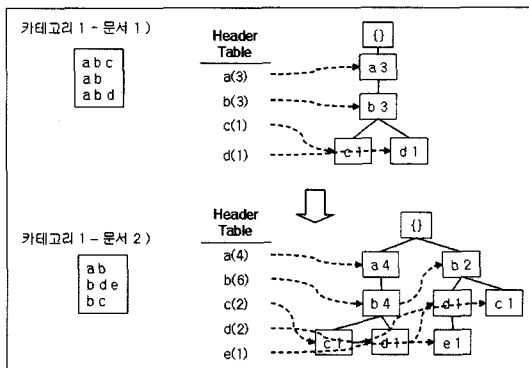 카테고리 1 - 문서 1 )
a b c
a b
a b d
Header
Table
a(3)
b(3)
c(1)
d(1)
{}
a 3
b 3
c 1
d 1
카테고리 1 – 문서 2 )
a b
b d e
b c
Header
Table
a(4)
b(6)
c(2)
d(2)
e(1)
{}
a 4
b 2
b 4
d 1
c 1
c 1
d 1
e 1